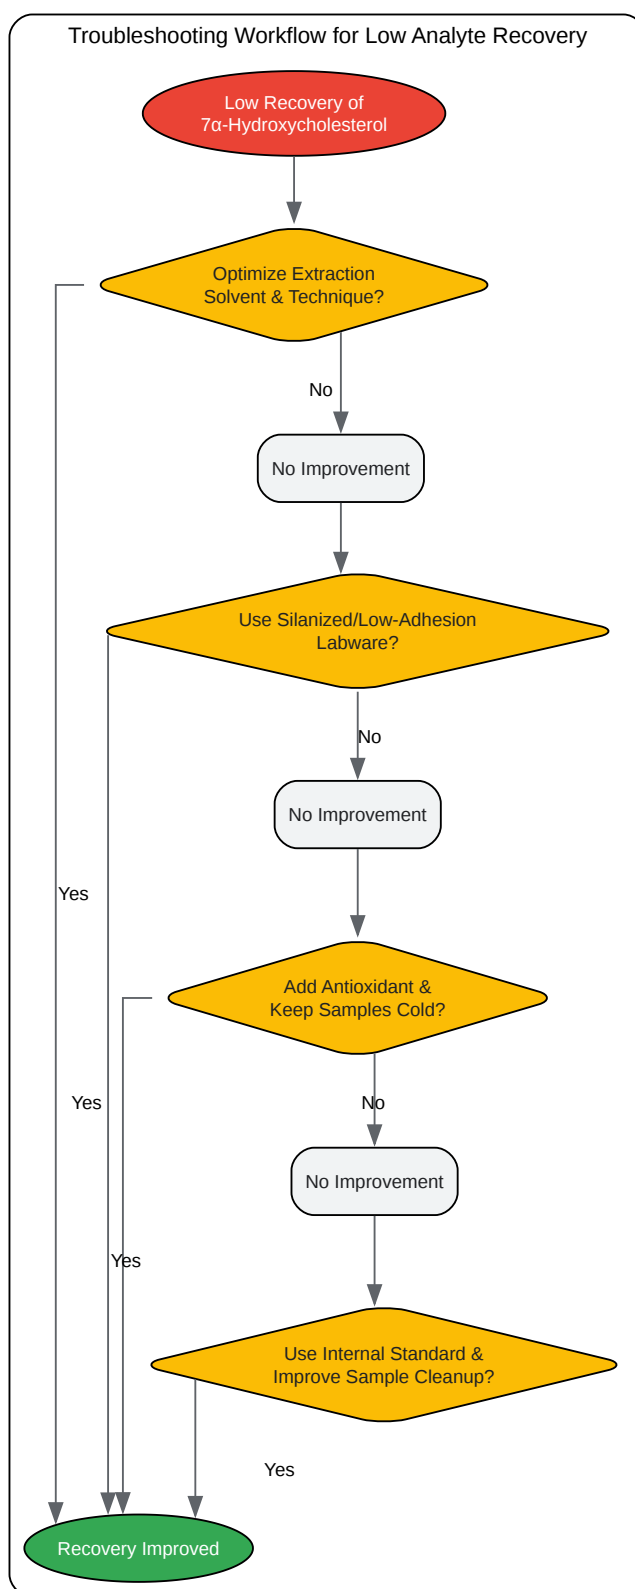 Troubleshooting Workflow for Low Analyte Recovery
Low Recovery of
7α-Hydroxycholesterol
Optimize Extraction
Solvent & Technique?
No
No Improvement
Use Silanized/Low-Adhesion
Labware?
No
No Improvement
Yes
Add Antioxidant &
Keep Samples Cold?
Yes
No
No Improvement
Yes
Use Internal Standard &
Improve Sample Cleanup?
Yes
Recovery Improved